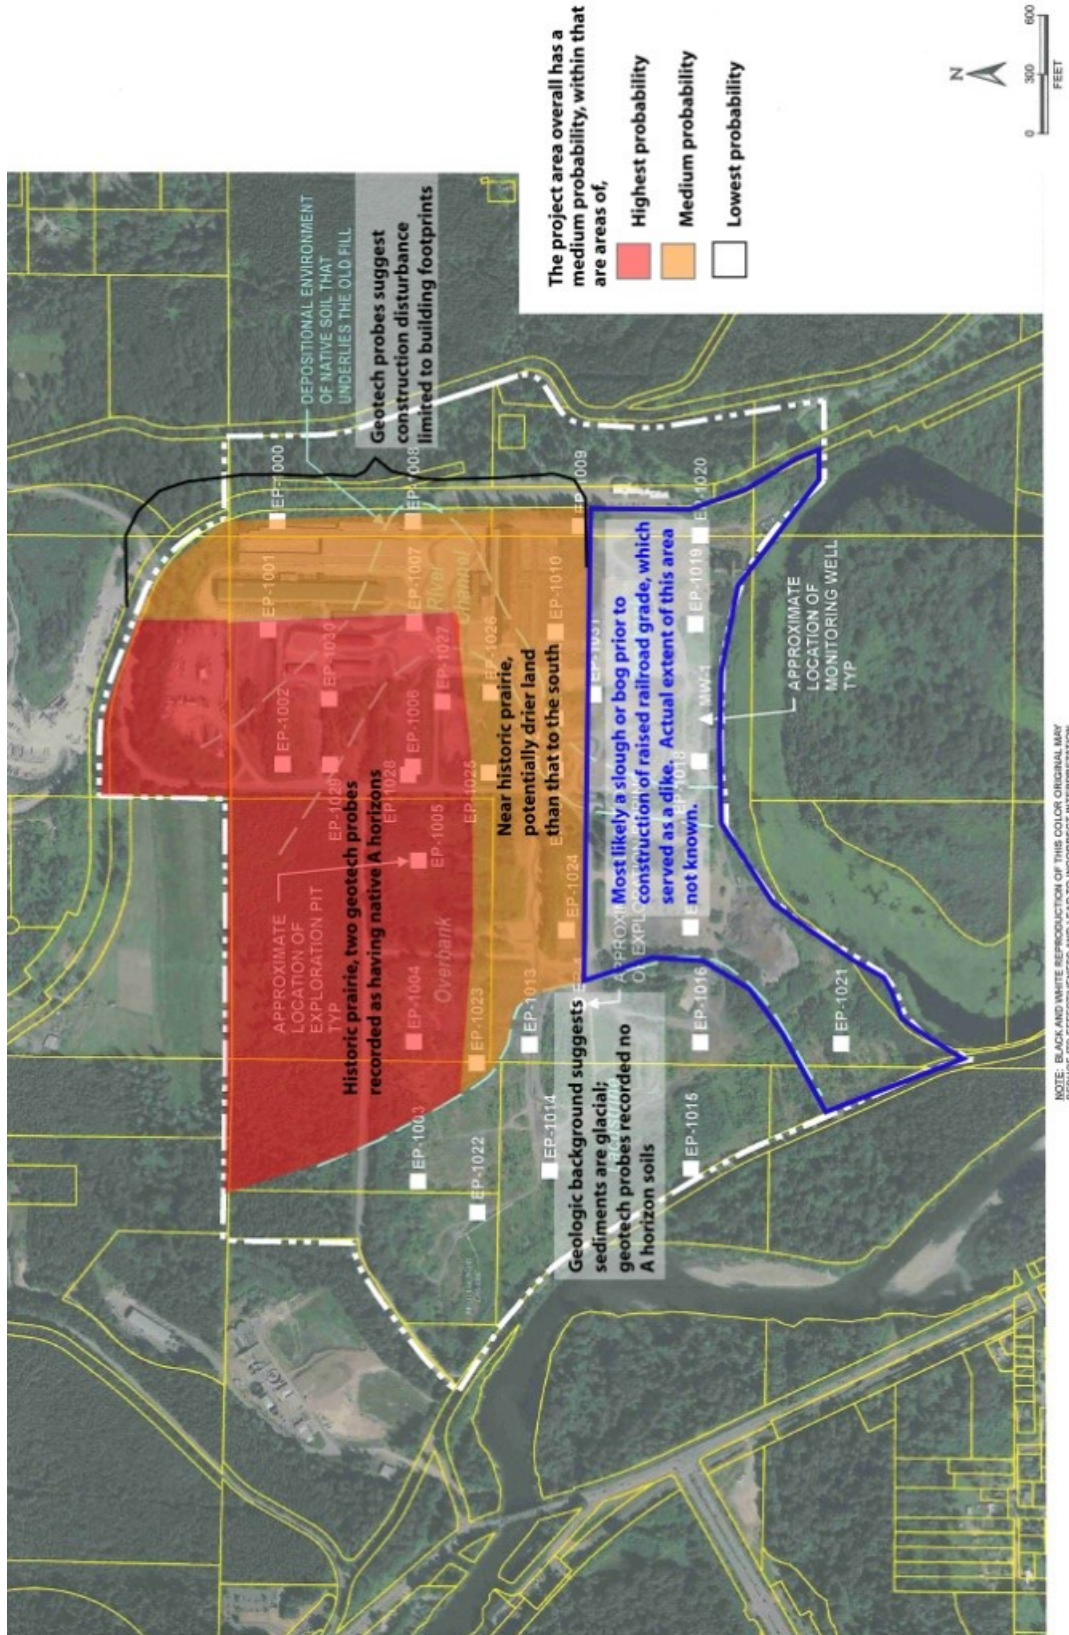 DEPOSITIONAL ENVIRONMENT
OF NATIVE SOIL THAT
UNDERLIES THE OLD FILL
Geotech probes suggest
construction disturbance
limited to building footprints
The project area overall has a
medium probability, within that
are areas of,
Highest probability
Medium probability
Lowest probability
N
0 300 600
FEET
EP-1000
EP-1001
EP-1002
EP-1030
EP-1029
EP-1028
EP-1008
EP-1007
EP-1027
EP-1006
EP-1005
EP-1004
EP-1003
River
Channel
Overbank
APPROXIMATE
LOCATION OF
EXPLORATION PIT
TYP
Historic prairie, two geotech probes
recorded as having native A horizons
EP-1026
EP-1025
EP-1023
EP-1022
Near historic prairie,
potentially drier land
than that to the south
EP-1009
EP-1010
EP-1024
EP-1013
EP-1014
EP-1031
Most likely a slough or bog prior to
construction of raised railroad grade, which
served as a dike. Actual extent of this area
not known.
Geologic background suggests
sediments are glacial;
geotech probes recorded no
A horizon soils
EP-1020
EP-1019
EP-1018
MW-1
EP-1016
EP-1015
EP-1021
APPROXIMATE
LOCATION OF
MONITORING WELL
TYP
NOTE: BLACK AND WHITE REPRODUCTION OF THIS COLOR ORIGINAL MAY